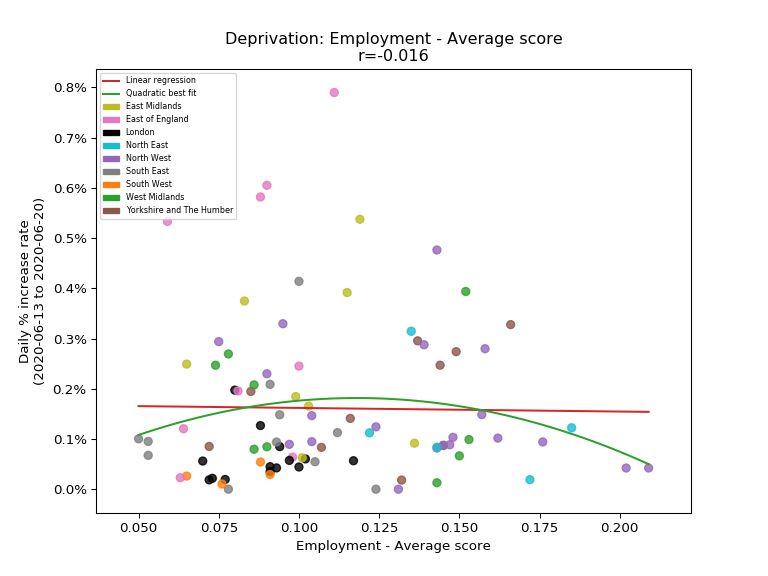 Deprivation: Employment - Average score
r=-0.016
Daily % increase rate
(2020-06-13 to 2020-06-20)
0.8%
0.7%
0.6%
0.5%
0.4%
0.3%
0.2%
0.1%
0.0%
Linear regression
Quadratic best fit
East Midlands
East of England
London
North East
North West
South East
South West
West Midlands
Yorkshire and The Humber
0.050 0.075 0.100 0.125 0.150 0.175 0.200
Employment - Average score